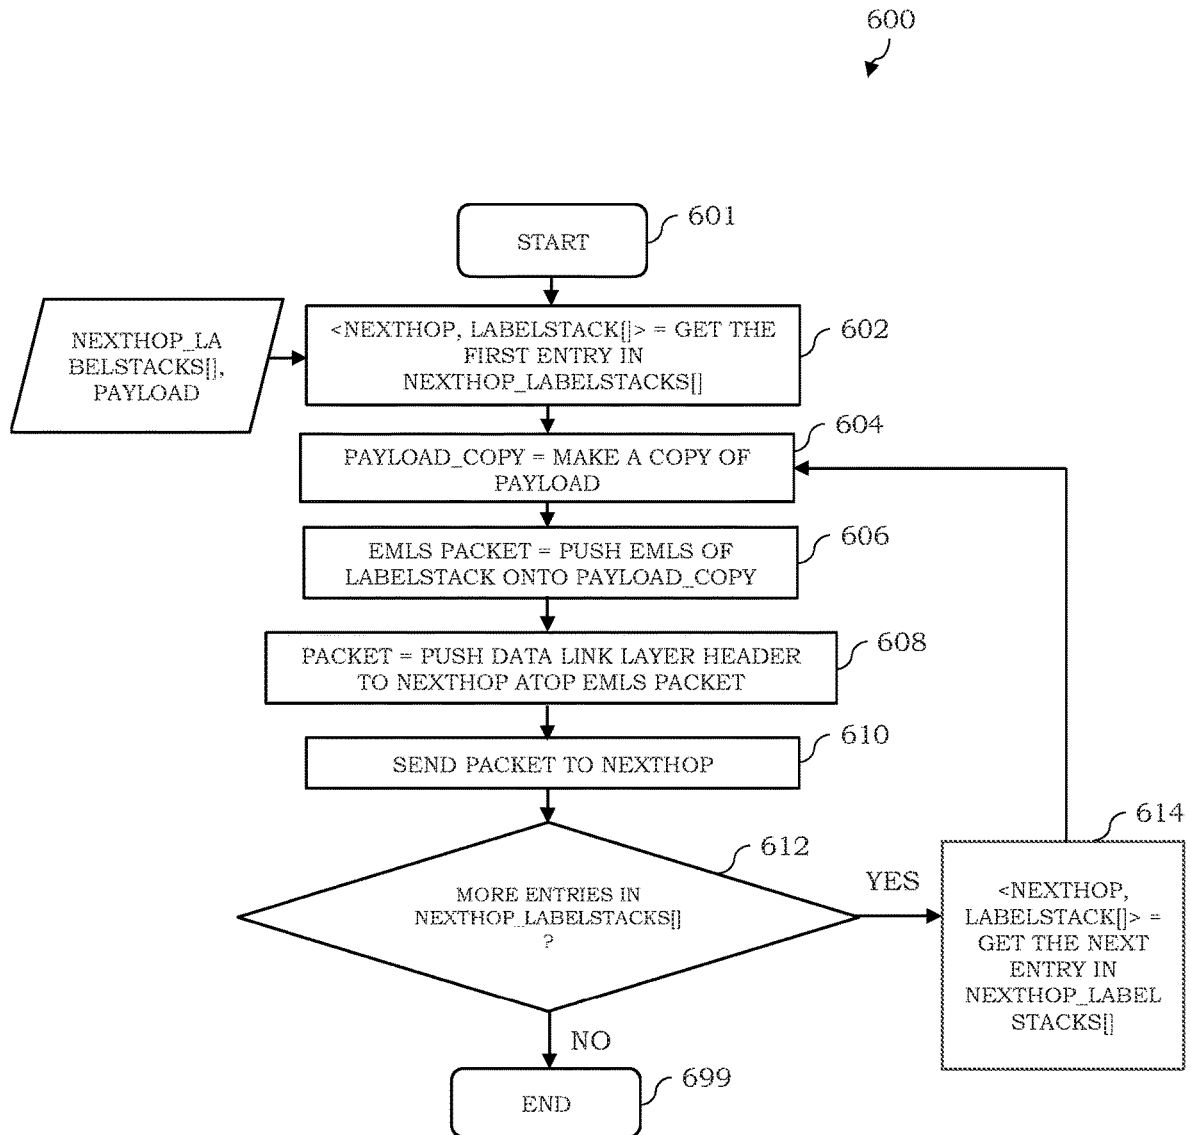 600
START
601
NEXTHOP_LA
BELSTACKS[],
PAYLOAD
<NEXTHOP, LABELSTACK[]> = GET THE
FIRST ENTRY IN
NEXTHOP_LABELSTACKS[]
602
PAYLOAD_COPY = MAKE A COPY OF
PAYLOAD
604
EMLS PACKET = PUSH EMLS OF
LABELSTACK ONTO PAYLOAD_COPY
606
PACKET = PUSH DATA LINK LAYER HEADER
TO NEXTHOP ATOP EMLS PACKET
608
SEND PACKET TO NEXTHOP
610
MORE ENTRIES IN
NEXTHOP_LABELSTACKS[]
?
612
YES
<NEXTHOP,
LABELSTACK[]> =
GET THE NEXT
ENTRY IN
NEXTHOP_LABEL
STACKS[]
614
NO
END
699